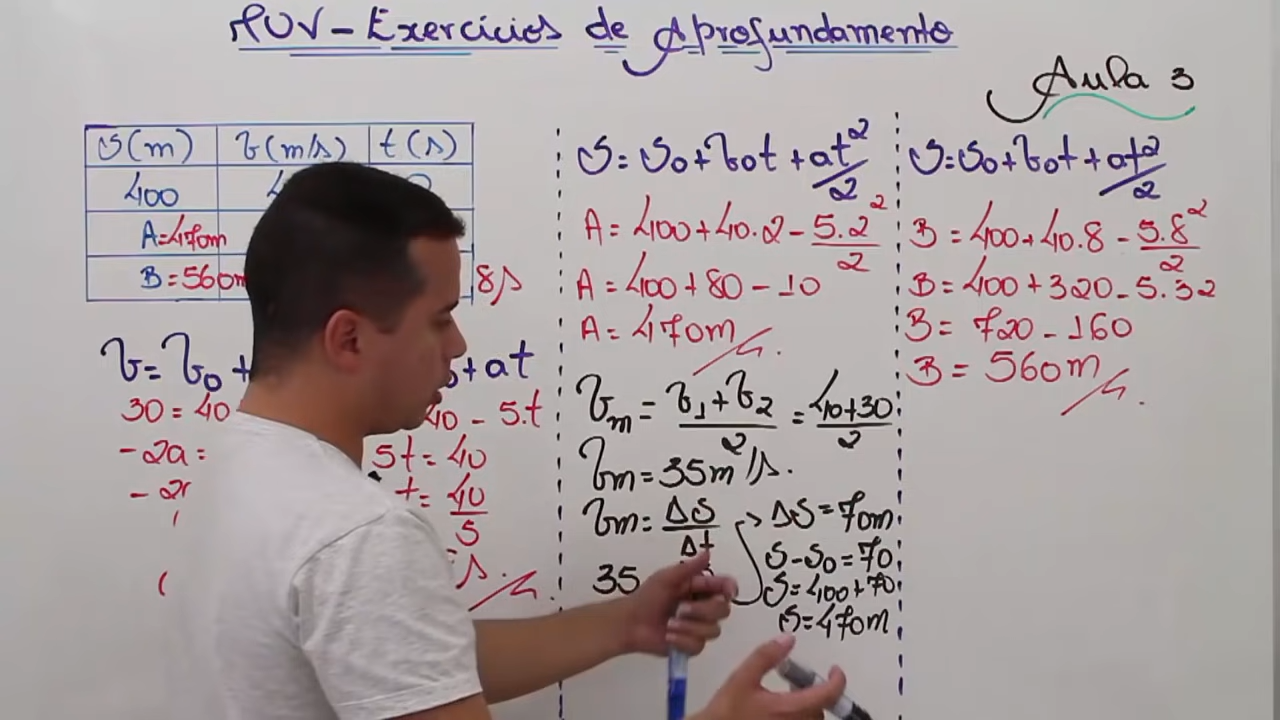 MUV - Exercícios de Aprofundamento
Aula 3
S(m) v(m/s) t(s)
400
A=470m
B=560m 8s
v = v0 +
30 = 40
-2a =
+ at
40 - 5.t
5t = 40
t = 40/5
s.
S = S0 + v0t + at²/2
A = 400 + 40.2 - 5.2²/2
A = 400 + 80 - 10
A = 470m
vm = v1 + v2/2 = 40+30/2
vm = 35m/s.
vm = ΔS/Δt
35
ΔS = 70m
S - S0 = 70
S = 400 + 70
S = 470m
S = S0 + v0t + at²/2
B = 400 + 40.8 - 5.8²/2
B = 400 + 320 - 5.32
B = 720 - 160
B = 560m